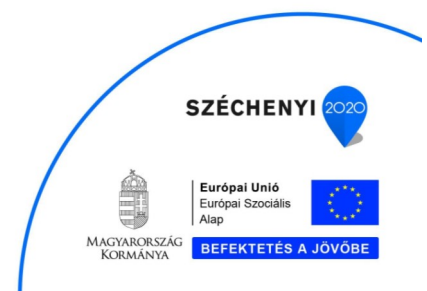 SZÉCHENYI 2020
Európai Unió
Európai Szociális
Alap
MAGYARORSZÁG
KORMÁNYA
BEFEKTETÉS A JÖVŐBE